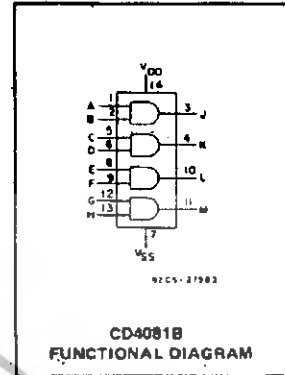 VDD
14
A 1
B 2
3 J
C 5
D 6
4 K
E 8
F 9
10 L
G 12
H 13
11 M
7
VSS
92CS-27583
CD4081B
FUNCTIONAL DIAGRAM